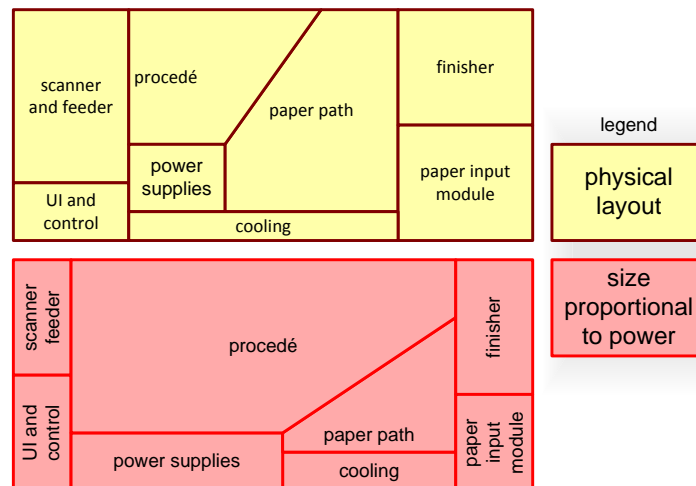 scanner
and feeder
procedé
paper path
finisher
power
supplies
paper input
module
UI and
control
cooling
legend
physical
layout
scanner
feeder
procedé
finisher
UI and
control
power supplies
paper path
cooling
paper
input
module
size
proportional
to power